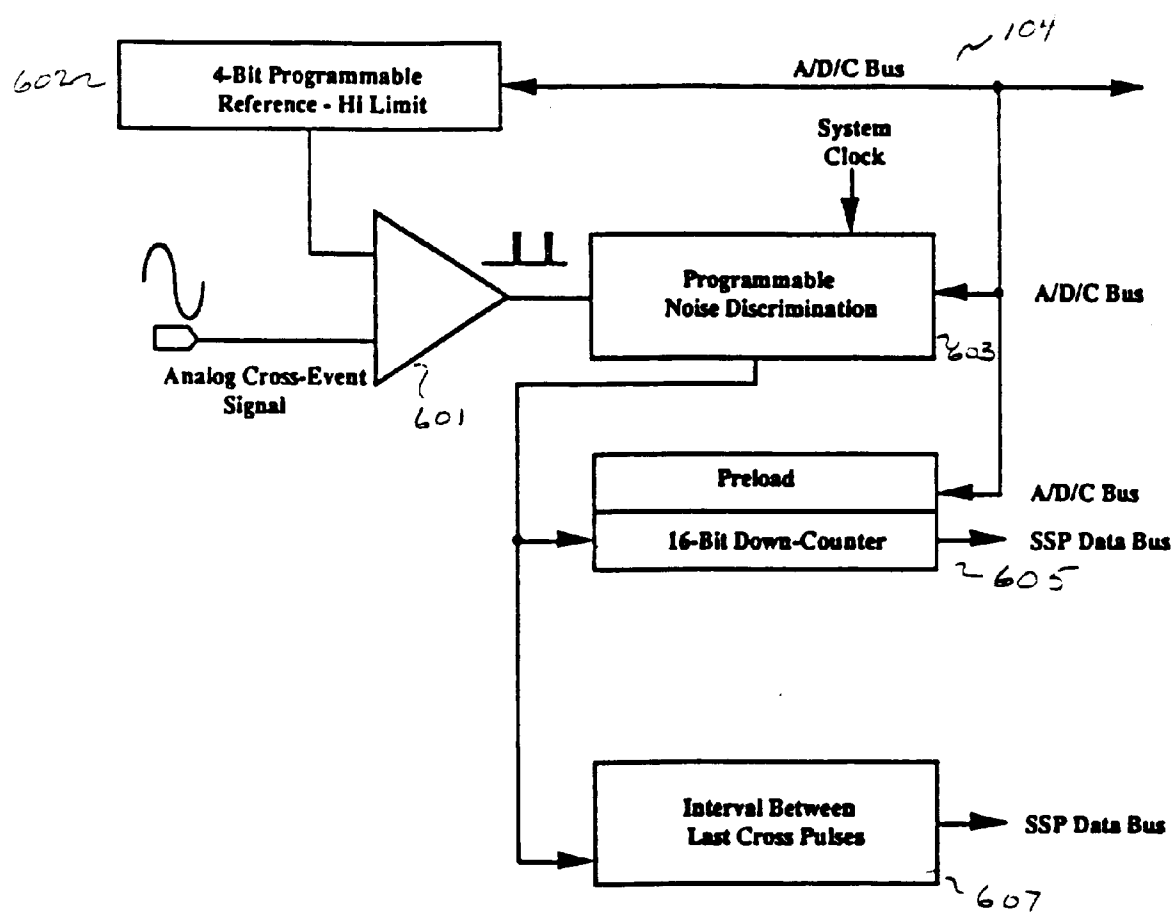 104
A/D/C Bus
602
4-Bit Programmable
Reference - Hi Limit
System
Clock
Programmable
Noise Discrimination
A/D/C Bus
603
Analog Cross-Event
Signal
601
Preload
A/D/C Bus
16-Bit Down-Counter
SSP Data Bus
605
Interval Between
Last Cross Pulses
SSP Data Bus
607